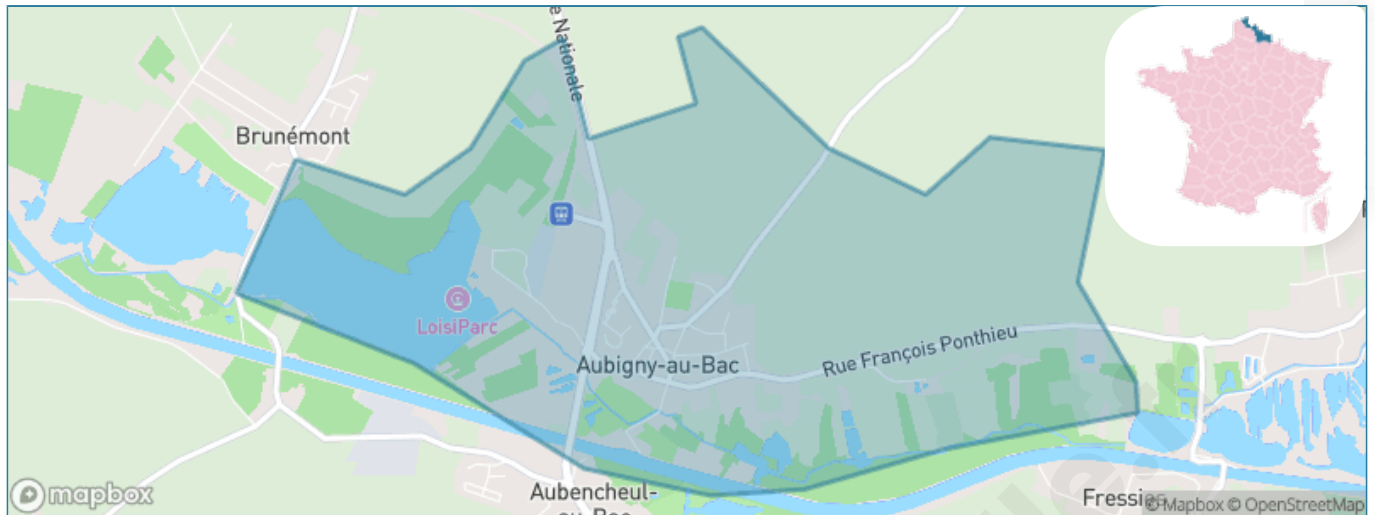 e Nationale
Brunémont
LoisiParc
Aubigny-au-Bac
Rue François Ponthieu
Aubencheul-
au-Bac
Fressies
mapbox
© Mapbox © OpenStreetMap